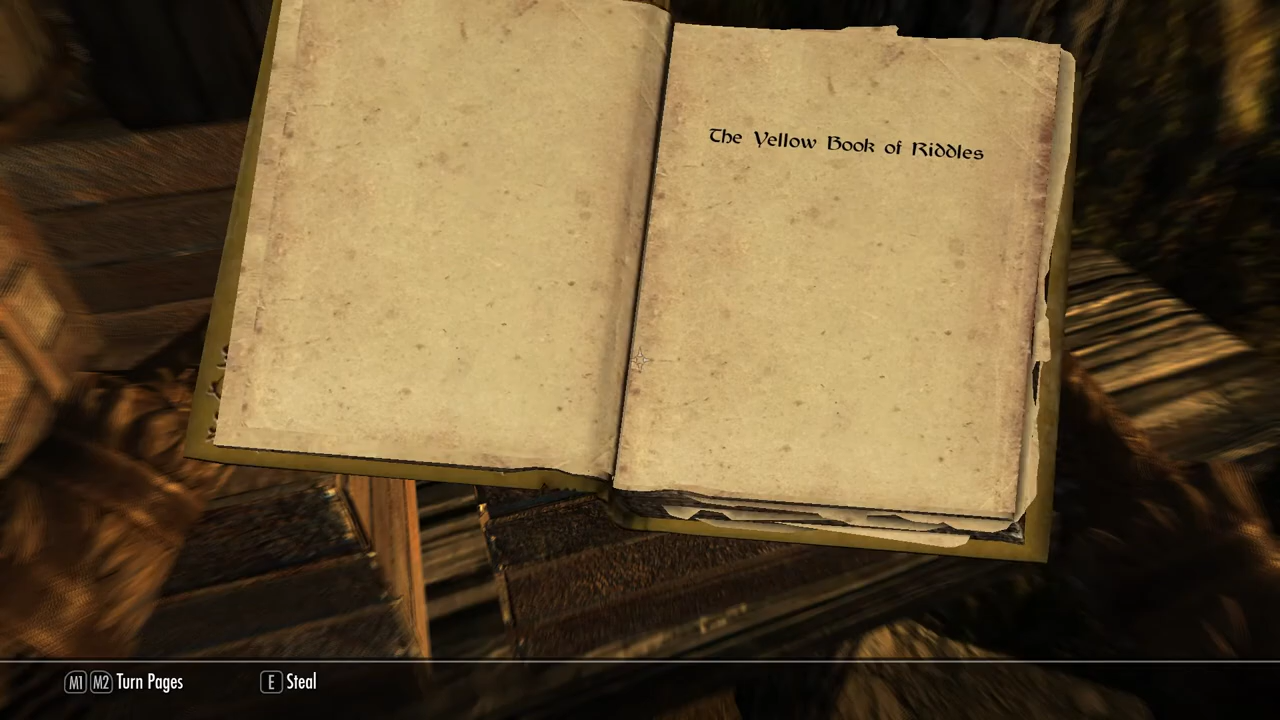 The Yellow Book of Riddles
M1 M2 Turn Pages
E Steal